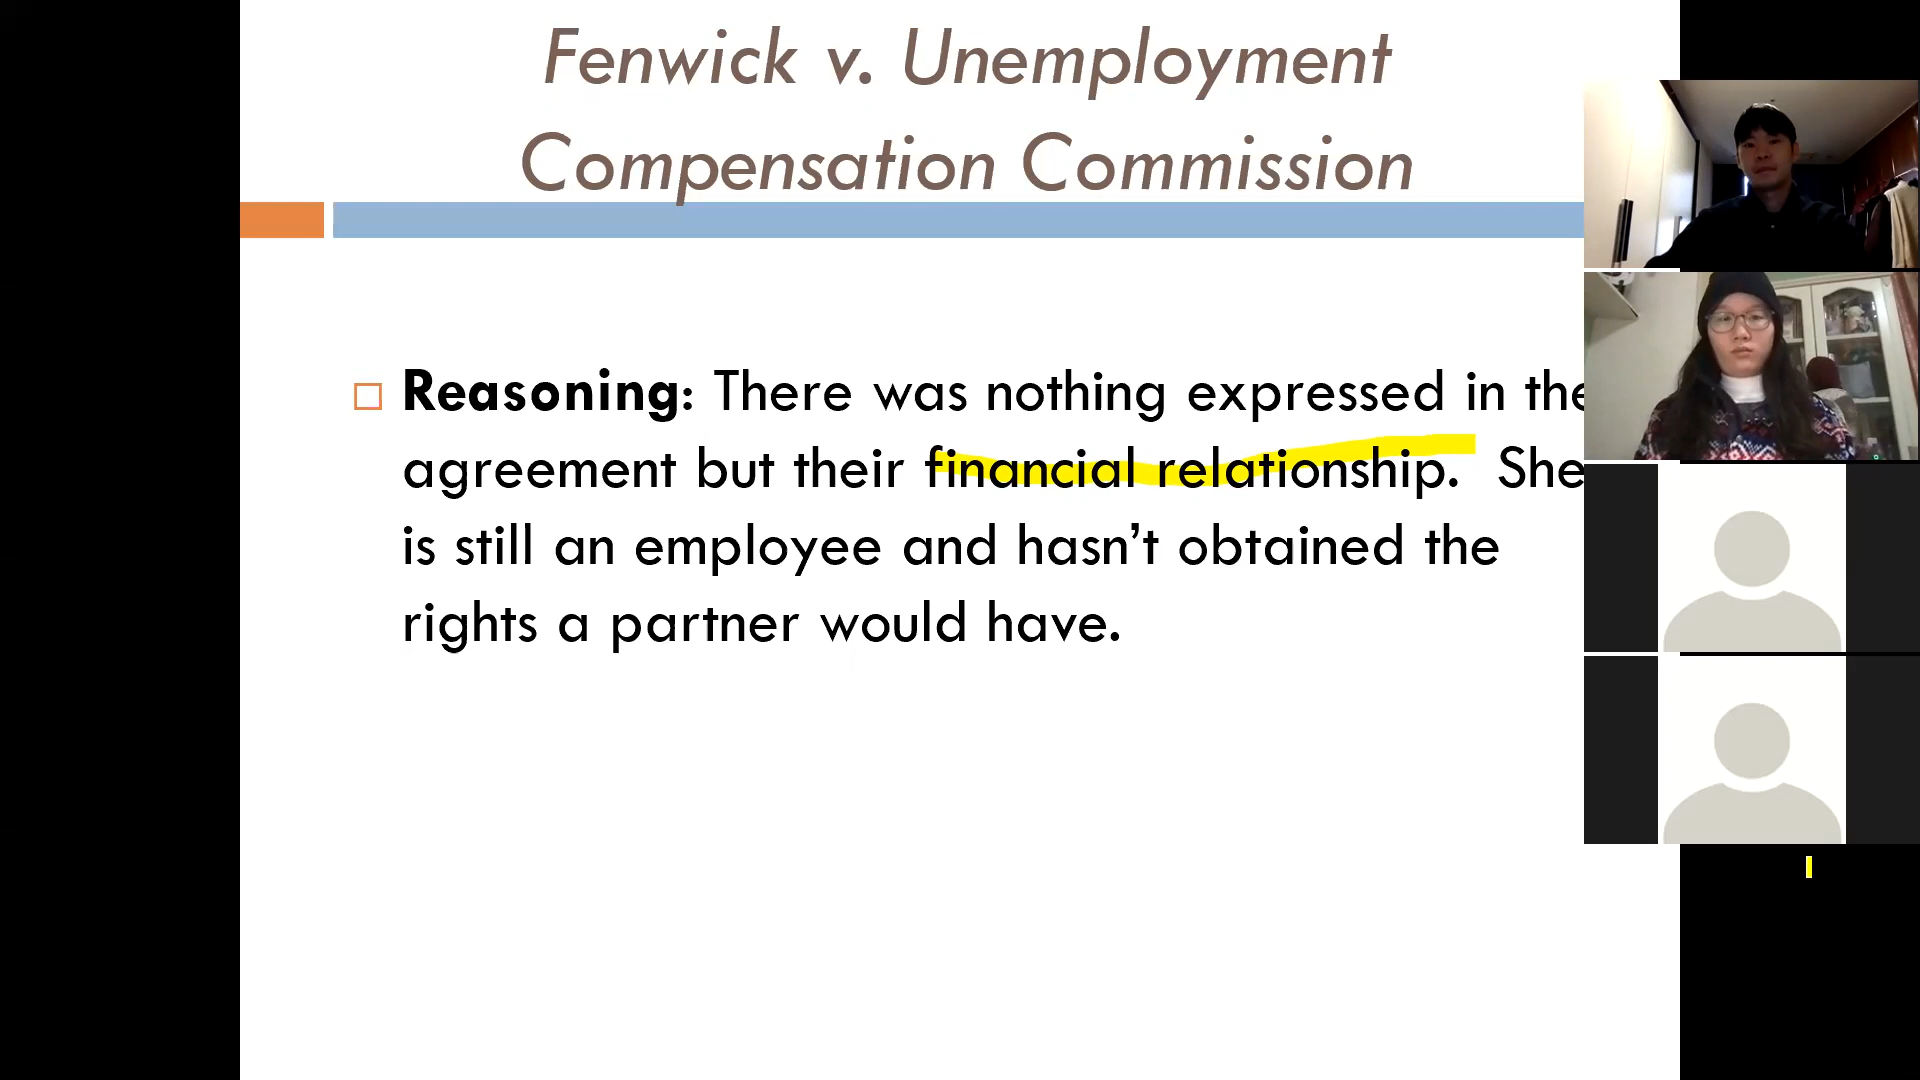 Fenwick v. Unemployment
Compensation Commission
Reasoning: There was nothing expressed in the
agreement but their financial relationship. She
is still an employee and hasn’t obtained the
rights a partner would have.